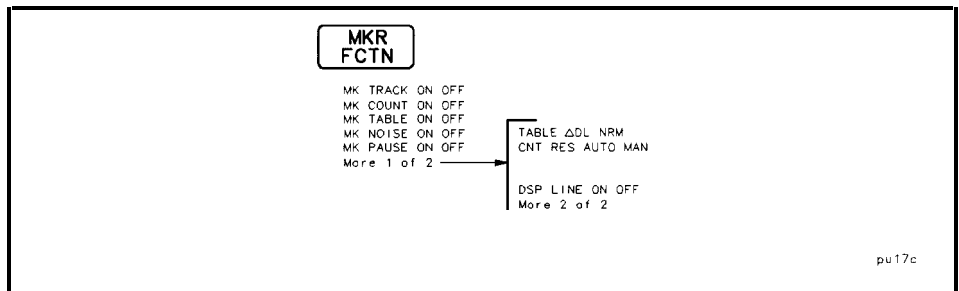 MKR
FCTN
MK TRACK ON OFF
MK COUNT ON OFF
MK TABLE ON OFF
MK NOISE ON OFF
MK PAUSE ON OFF
More 1 of 2
TABLE ΔDL NRM
CNT RES AUTO MAN
DSP LINE ON OFF
More 2 of 2
pu17c